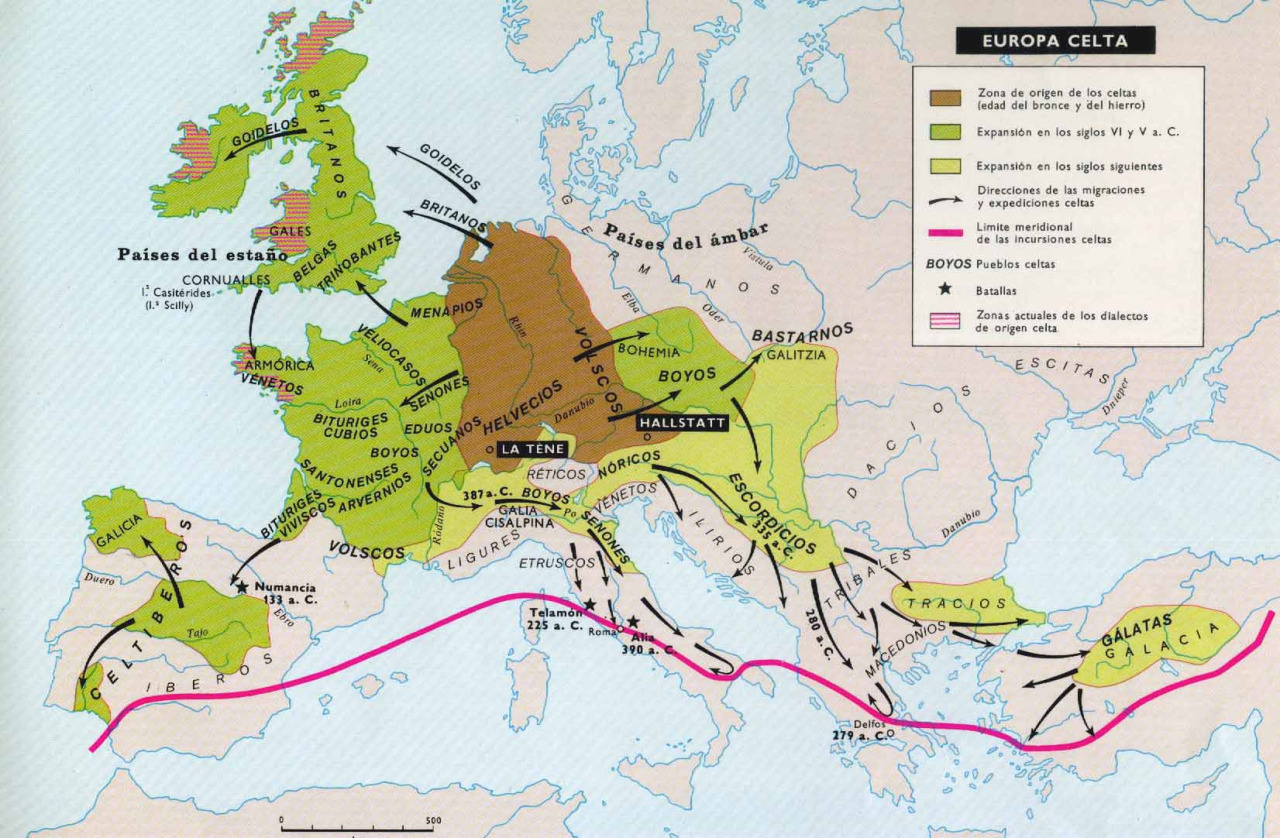 EUROPA CELTA
Zona de origen de los celtas
(edad del bronce y del hierro)
Expansión en los siglos VI y V a. C.
Expansión en los siglos siguientes
Direcciones de las migraciones
y expediciones celtas
Limite meridional
de las incursiones celtas
BOYOS Pueblos celtas
Batallas
Zonas actuales de los dialectos
de origen celta
BRITANOS
GOIDELOS
GOIDELOS
BRITANOS
GALES
Países del estaño
BELGAS
TRINOBANTES
CORNUALLES
I.s Casitérides
(I.s Scilly)
Países del ámbar
GERMANOS
Vístula
Elba
Oder
MENAPIOS
Rhin
VOLSCOS
VELIOCASOS
Sena
BOHEMIA
BASTARNOS
GALITZIA
ARMÓRICA
VÉNETOS
BOYOS
ESCITAS
Dnieper
SENONES
HELVECIOS
Danubio
Loira
BITURIGES
CUBIOS
EDUOS
SECUANOS
HALLSTATT
LA TÈNE
DACIOS
BOYOS
SANTONENSES
ARVERNIOS
RÉTICOS
NÓRICOS
BITURIGES
VIVISCOS
387 a. C.
BOYOS
Po
VÉNETOS
GALIA
CISALPINA
Ródano
SENONES
ESCORDICIOS
335 a. C.
Danubio
GALICIA
VOLSCOS
LIGURES
ETRUSCOS
ILIRIOS
TRIBALES
Duero
Numancia
133 a. C.
Ebro
CELTIBEROS
Tajo
IBEROS
Telamón
225 a. C.
Roma
Alia
390 a. C.
280 a. C.
MACEDONIOS
TRACIOS
GÁLATAS
GALACIA
Delfos
279 a. C.
0 500